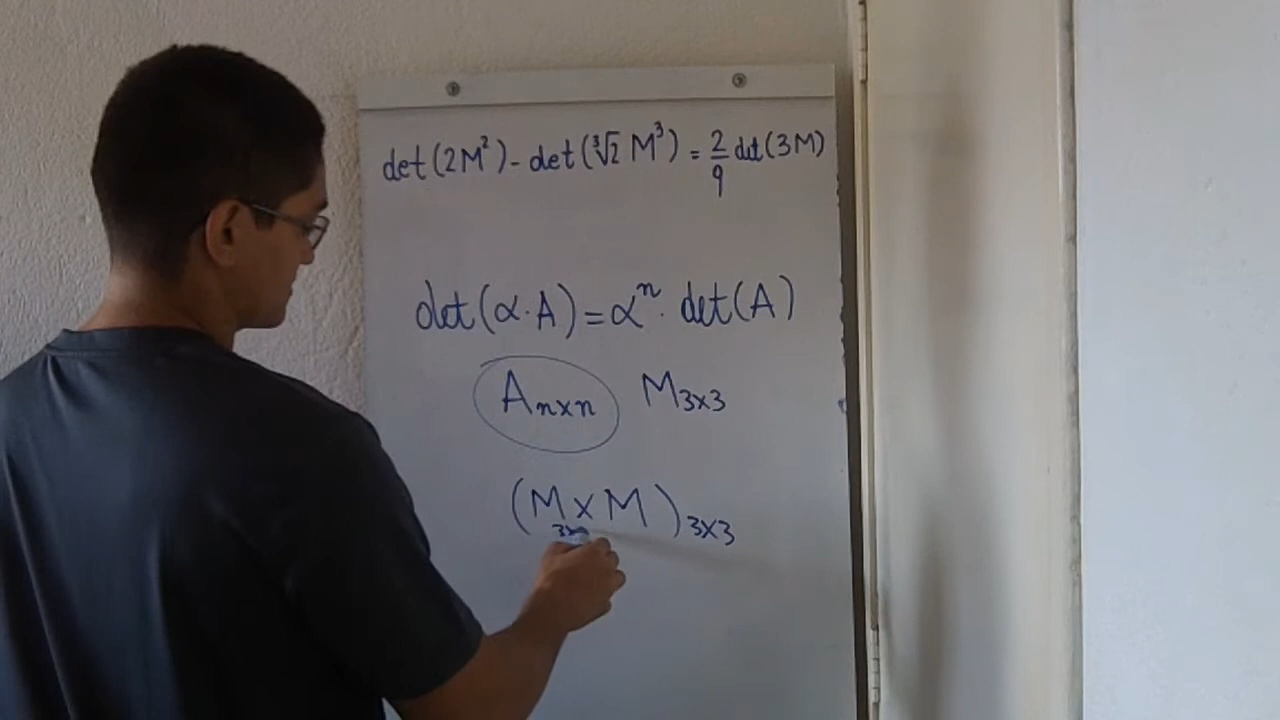 det(2M²) - det(∛2 M³) = 2/9 det(3M)
det(α·A) = αⁿ · det(A)
Aₙₓₙ M₃ₓ₃
(M × M)₃ₓ₃